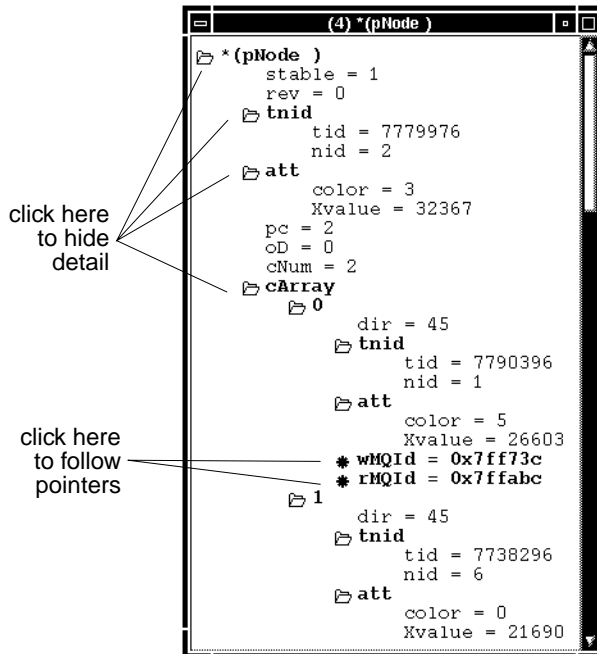 (4) *(pNode )
*(pNode )
stable = 1
rev = 0
tnid
tid = 7779976
nid = 2
att
color = 3
Xvalue = 32367
click here
to hide
detail
pc = 2
oD = 0
cNum = 2
cArray
0
dir = 45
tnid
tid = 7790396
nid = 1
att
color = 5
Xvalue = 26603
click here
to follow
pointers
wMQId = 0x7ff73c
rMQId = 0x7ffabc
1
dir = 45
tnid
tid = 7738296
nid = 6
att
color = 0
Xvalue = 21690